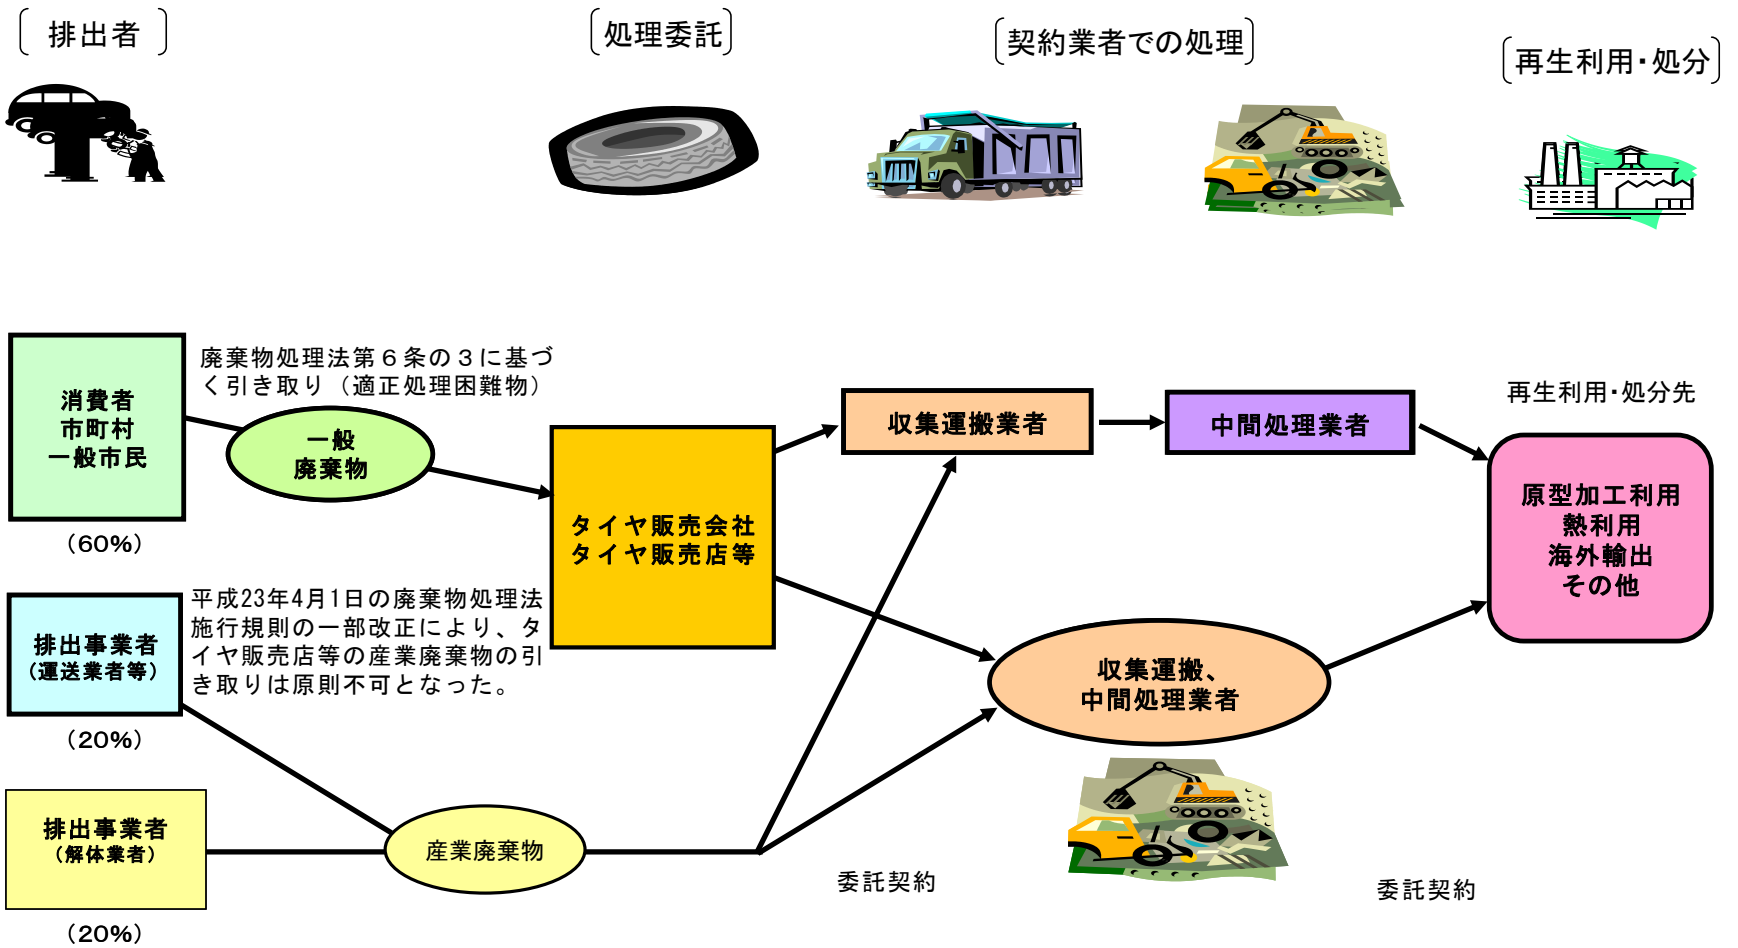 排出者
処理委託
契約業者での処理
再生利用・処分
消費者
市町村
一般市民
（60%）
廃棄物処理法第６条の３に基づ
く引き取り（適正処理困難物）
一般
廃棄物
タイヤ販売会社
タイヤ販売店等
収集運搬業者
中間処理業者
再生利用・処分先
原型加工利用
熱利用
海外輸出
その他
排出事業者
（運送業者等）
（20%）
平成23年4月1日の廃棄物処理法
施行規則の一部改正により、タ
イヤ販売店等の産業廃棄物の引
き取りは原則不可となった。
収集運搬、
中間処理業者
排出事業者
（解体業者）
（20%）
産業廃棄物
委託契約
委託契約